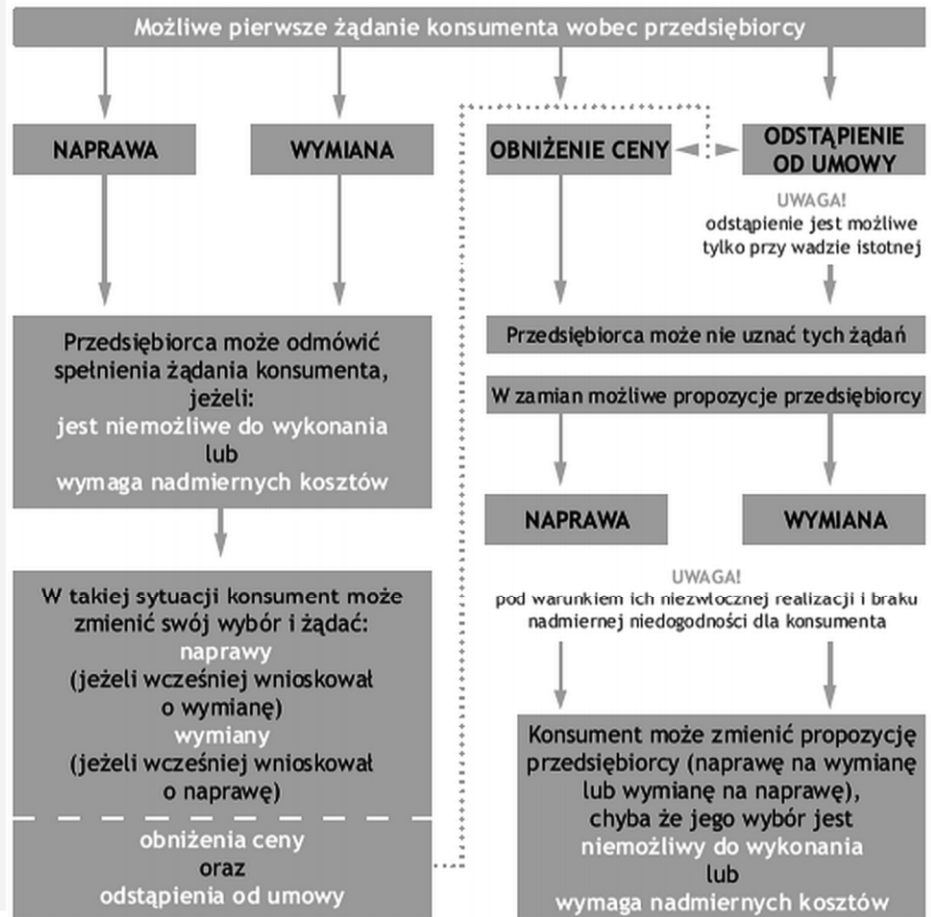 Możliwe pierwsze żądanie konsumenta wobec przedsiębiorcy
NAPRAWA
WYMIANA
OBNIŻENIE CENY
ODSTĄPIENIE
OD UMOWY
UWAGA!
odstąpienie jest możliwe
tylko przy wadzie istotnej
Przedsiębiorca może odmówić
spełnienia żądania konsumenta,
jeżeli:
jest niemożliwe do wykonania
lub
wymaga nadmiernych kosztów
W takiej sytuacji konsument może
zmienić swój wybór i żądać:
naprawy
(jeżeli wcześniej wnioskował
o wymianę)
wymiany
(jeżeli wcześniej wnioskował
o naprawę)
obniżenia ceny
oraz
odstąpienia od umowy
Przedsiębiorca może nie uznać tych żądań
W zamian możliwe propozycje przedsiębiorcy
NAPRAWA
WYMIANA
UWAGA!
pod warunkiem ich niezwłocznej realizacji i braku
nadmiernej niedogodności dla konsumenta
Konsument może zmienić propozycję
przedsiębiorcy (naprawę na wymianę
lub wymianę na naprawę),
chyba że jego wybór jest
niemożliwy do wykonania
lub
wymaga nadmiernych kosztów